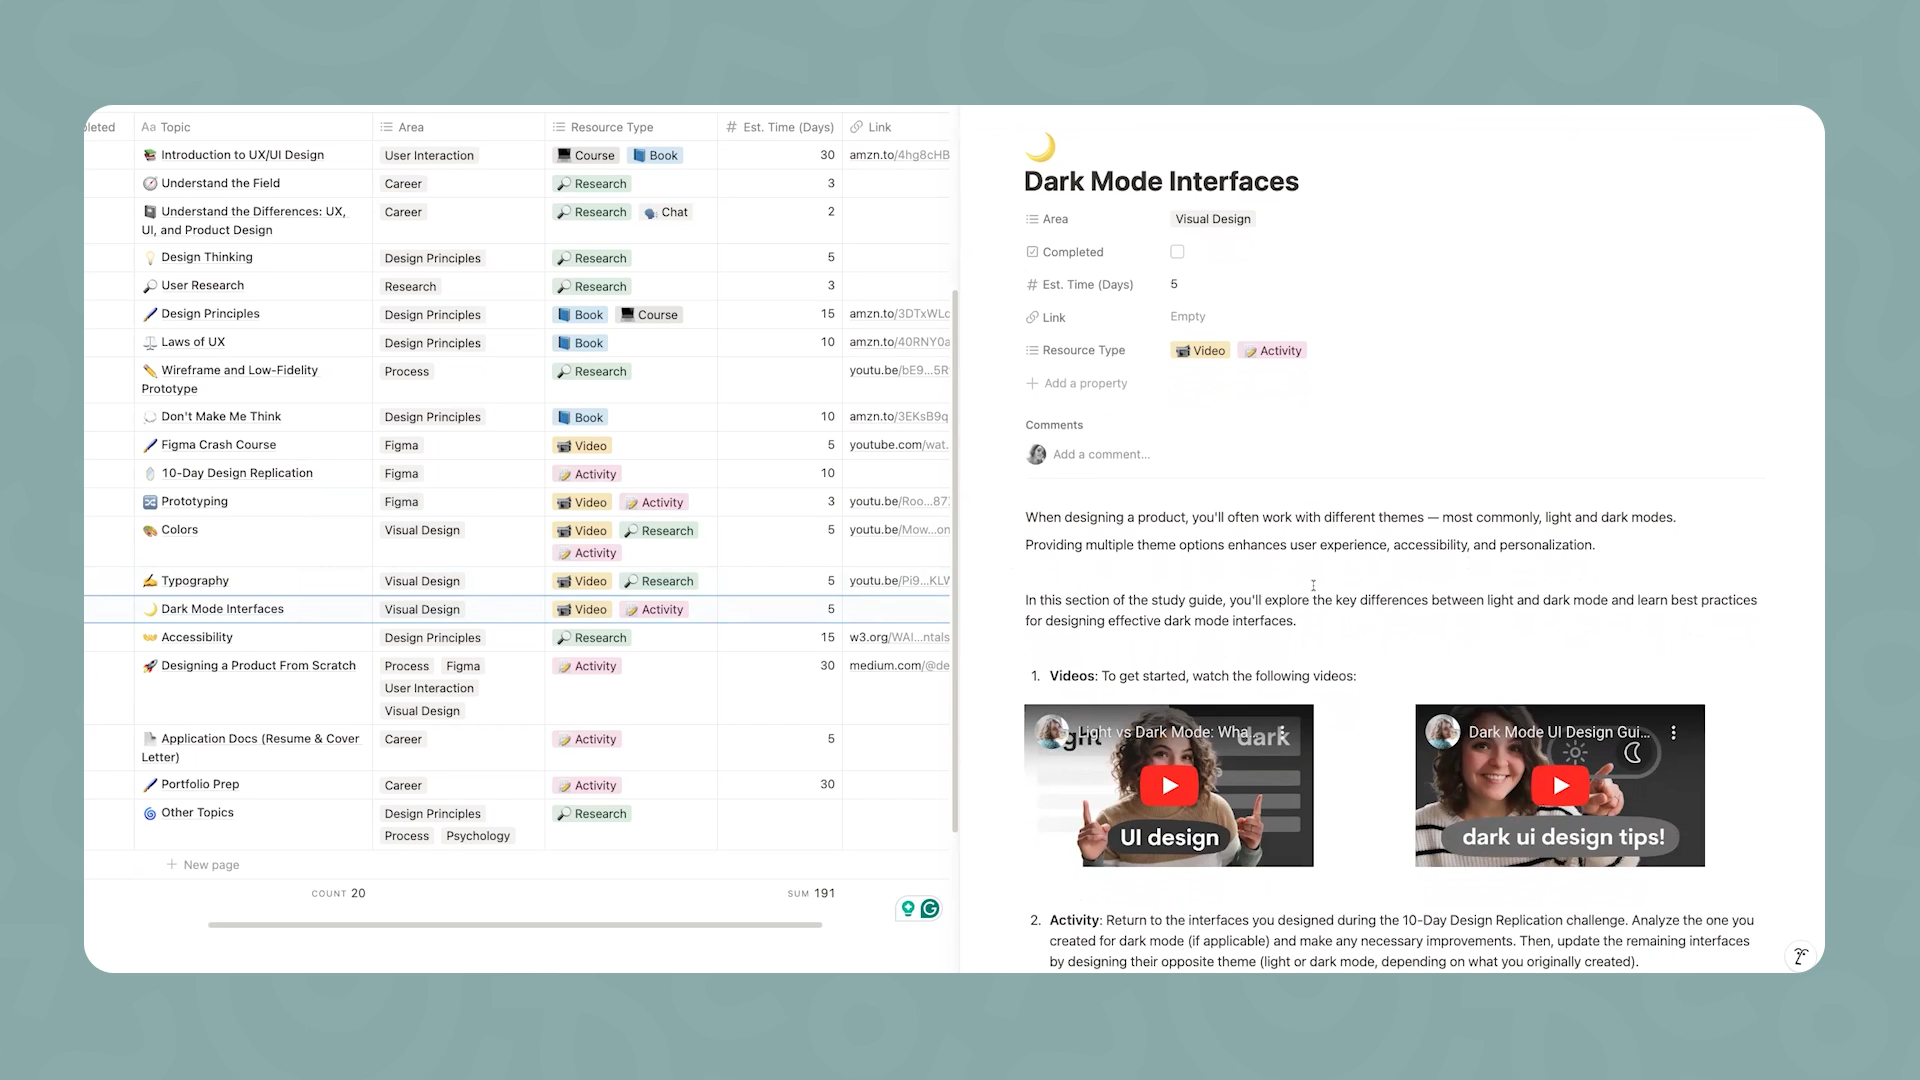 leted Aa Topic Area Resource Type # Est. Time (Days) Link
Introduction to UX/UI Design User Interaction Course Book 30 amzn.to/4hg8cHB
Understand the Field Career Research 3
Understand the Differences: UX, Career Research Chat 2
UI, and Product Design
Design Thinking Design Principles Research 5
User Research Research Research 3
Design Principles Design Principles Book Course 15 amzn.to/3DTxWLc
Laws of UX Design Principles Book 10 amzn.to/40RNY0a
Wireframe and Low-Fidelity Process Research youtu.be/bE9...5R
Prototype
Don't Make Me Think Design Principles Book 10 amzn.to/3EKsB9q
Figma Crash Course Figma Video 5 youtube.com/wat.
10-Day Design Replication Figma Activity 10
Prototyping Figma Video Activity 3 youtu.be/Roo...87
Colors Visual Design Video Research 5 youtu.be/Mow...on
Activity
Typography Visual Design Video Research 5 youtu.be/Pi9...KLV
Dark Mode Interfaces Visual Design Video Activity 5
Accessibility Design Principles Research 15 w3.org/WAI...ntals
Designing a Product From Scratch Process Figma Activity 30 medium.com/@de
User Interaction
Visual Design
Application Docs (Resume & Cover Career Activity 5
Letter)
Portfolio Prep Career Activity 30
Other Topics Design Principles Research
Process Psychology
+ New page
COUNT 20 SUM 191
Dark Mode Interfaces
Area Visual Design
Completed
# Est. Time (Days) 5
Link Empty
Resource Type Video Activity
+ Add a property
Comments
Add a comment...
When designing a product, you'll often work with different themes — most commonly, light and dark modes.
Providing multiple theme options enhances user experience, accessibility, and personalization.
In this section of the study guide, you'll explore the key differences between light and dark mode and learn best practices
for designing effective dark mode interfaces.
1. Videos: To get started, watch the following videos:
Light vs Dark Mode: Wha...
dark
UI design
Dark Mode UI Design Gui...
dark ui design tips!
2. Activity: Return to the interfaces you designed during the 10-Day Design Replication challenge. Analyze the one you
created for dark mode (if applicable) and make any necessary improvements. Then, update the remaining interfaces
by designing their opposite theme (light or dark mode, depending on what you originally created).